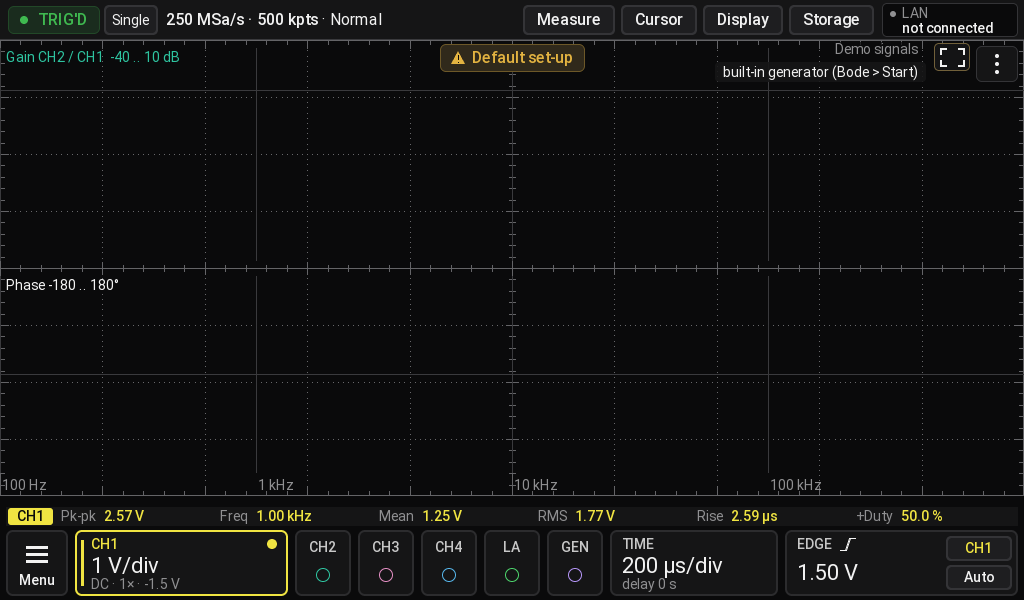 TRIG'D
Single
250 MSa/s · 500 kpts · Normal
Measure
Cursor
Display
Storage
LAN
not connected
Gain CH2 / CH1 -40 .. 10 dB
Default set-up
Demo signals
built-in generator (Bode > Start)
Phase -180 .. 180°
100 Hz
1 kHz
10 kHz
100 kHz
CH1 Pk-pk 2.57 V Freq 1.00 kHz Mean 1.25 V RMS 1.77 V Rise 2.59 µs +Duty 50.0 %
Menu
CH1
1 V/div
DC · 1× · -1.5 V
CH2
CH3
CH4
LA
GEN
TIME
200 µs/div
delay 0 s
EDGE
1.50 V
CH1
Auto